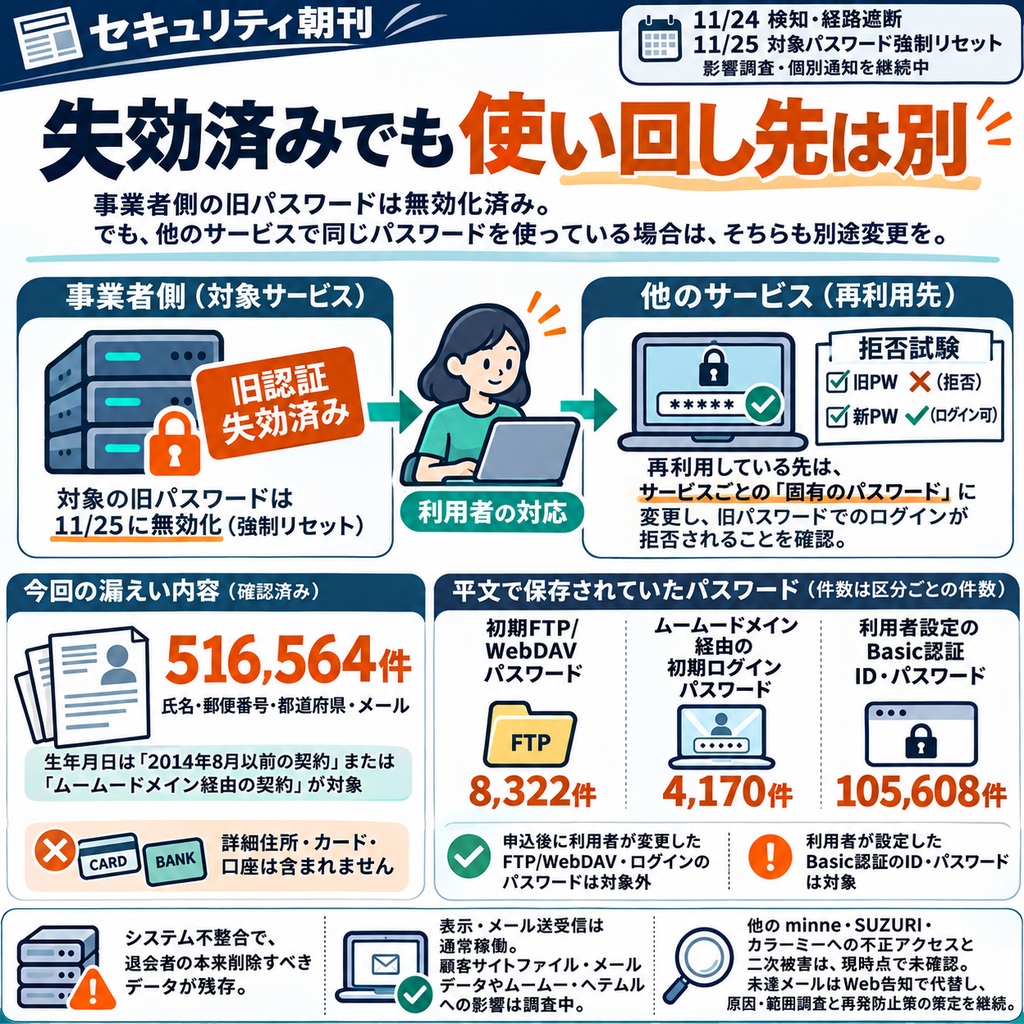 セキュリティ朝刊
11/24 検知・経路遮断
11/25 対象パスワード強制リセット
影響調査・個別通知を継続中
失効済みでも使い回し先は別
事業者側の旧パスワードは無効化済み。
でも、他のサービスで同じパスワードを使っている場合は、そちらも別途変更を。
事業者側（対象サービス）
旧認証
失効済み
対象の旧パスワードは
11/25に無効化（強制リセット）
利用者の対応
他のサービス（再利用先）
*****
拒否試験
旧PW ✕（拒否）
新PW ✓（ログイン可）
再利用している先は、
サービスごとの「固有のパスワード」に
変更し、旧パスワードでのログインが
拒否されることを確認。
今回の漏えい内容（確認済み）
516,564件
氏名・郵便番号・都道府県・メール
生年月日は「2014年8月以前の契約」または
「ムームードメイン経由の契約」が対象
CARD
BANK
詳細住所・カード・
口座は含まれません
平文で保存されていたパスワード（件数は区分ごとの件数）
初期FTP/
WebDAV
パスワード
FTP
8,322件
ムームードメイン
経由の
初期ログイン
パスワード
*****
4,170件
利用者設定の
Basic認証
ID・パスワード
105,608件
申込後に利用者が変更した
FTP/WebDAV・ログインの
パスワードは対象外
利用者が設定した
Basic認証のID・パスワード
は対象
システム不整合で、
退会者の本来削除すべき
データが残存。
表示・メール送受信は
通常稼働。
顧客サイトファイル・メール
データやムームー・ヘテムル
への影響は調査中。
他の minne・SUZURI・
カラーミーへの不正アクセスと
二次被害は、現時点で未確認。
未達メールはWeb告知で代替し、
原因・範囲調査と再発防止策の策定を継続。